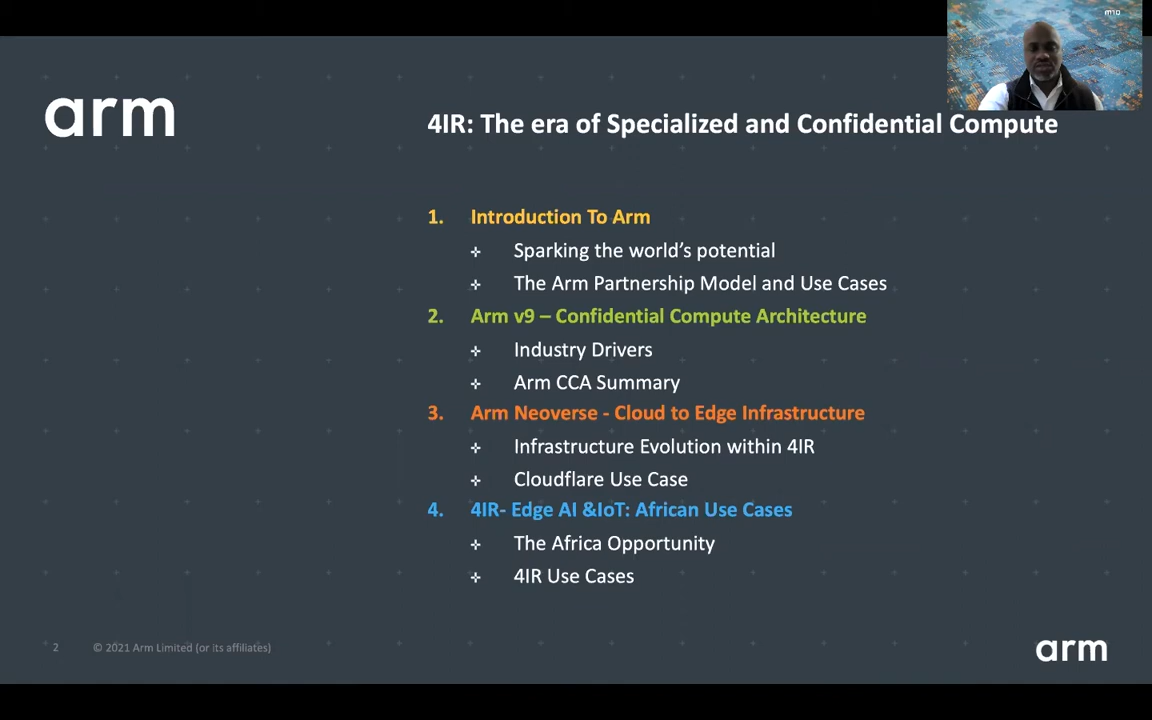 arm
4IR: The era of Specialized and Confidential Compute
1. Introduction To Arm
Sparking the world's potential
The Arm Partnership Model and Use Cases
2. Arm v9 – Confidential Compute Architecture
Industry Drivers
Arm CCA Summary
3. Arm Neoverse - Cloud to Edge Infrastructure
Infrastructure Evolution within 4IR
Cloudflare Use Case
4. 4IR- Edge AI &IoT: African Use Cases
The Africa Opportunity
4IR Use Cases
2 © 2021 Arm Limited (or its affiliates)
arm